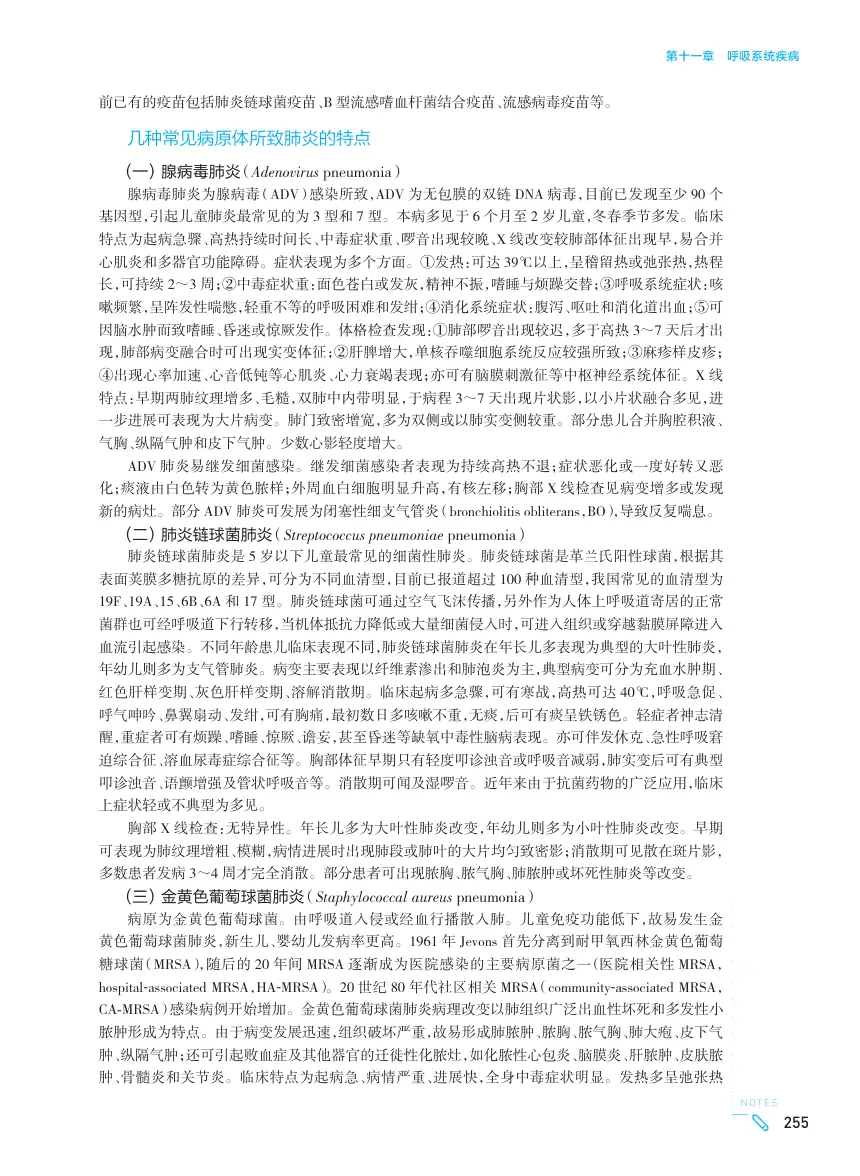 第十一章 呼吸系统疾病
前已有的疫苗包括肺炎链球菌疫苗、B 型流感嗜血杆菌结合疫苗、流感病毒疫苗等。
几种常见病原体所致肺炎的特点
（一）腺病毒肺炎（Adenovirus pneumonia）
腺病毒肺炎为腺病毒（ADV）感染所致,ADV 为无包膜的双链 DNA 病毒,目前已发现至少 90 个
基因型,引起儿童肺炎最常见的为 3 型和 7 型。本病多见于 6 个月至 2 岁儿童,冬春季节多发。临床
特点为起病急骤、高热持续时间长、中毒症状重、啰音出现较晚、X 线改变较肺部体征出现早,易合并
心肌炎和多器官功能障碍。症状表现为多个方面。①发热:可达 39℃以上,呈稽留热或弛张热,热程
长,可持续 2～3 周;②中毒症状重:面色苍白或发灰,精神不振,嗜睡与烦躁交替;③呼吸系统症状:咳
嗽频繁,呈阵发性喘憋,轻重不等的呼吸困难和发绀;④消化系统症状:腹泻、呕吐和消化道出血;⑤可
因脑水肿而致嗜睡、昏迷或惊厥发作。体格检查发现:①肺部啰音出现较迟,多于高热 3～7 天后才出
现,肺部病变融合时可出现实变体征;②肝脾增大,单核吞噬细胞系统反应较强所致;③麻疹样皮疹;
④出现心率加速、心音低钝等心肌炎、心力衰竭表现;亦可有脑膜刺激征等中枢神经系统体征。X 线
特点:早期两肺纹理增多、毛糙,双肺中内带明显,于病程 3～7 天出现片状影,以小片状融合多见,进
一步进展可表现为大片病变。肺门致密增宽,多为双侧或以肺实变侧较重。部分患儿合并胸腔积液、
气胸、纵隔气肿和皮下气肿。少数心影轻度增大。
ADV 肺炎易继发细菌感染。继发细菌感染者表现为持续高热不退;症状恶化或一度好转又恶
化;痰液由白色转为黄色脓样;外周血白细胞明显升高,有核左移;胸部 X 线检查见病变增多或发现
新的病灶。部分 ADV 肺炎可发展为闭塞性细支气管炎（bronchiolitis obliterans,BO）,导致反复喘息。
（二）肺炎链球菌肺炎（Streptococcus pneumoniae pneumonia）
肺炎链球菌肺炎是 5 岁以下儿童最常见的细菌性肺炎。肺炎链球菌是革兰氏阳性球菌,根据其
表面荚膜多糖抗原的差异,可分为不同血清型,目前已报道超过 100 种血清型,我国常见的血清型为
19F、19A、15、6B、6A 和 17 型。肺炎链球菌可通过空气飞沫传播,另外作为人体上呼吸道寄居的正常
菌群也可经呼吸道下行转移,当机体抵抗力降低或大量细菌侵入时,可进入组织或穿越黏膜屏障进入
血流引起感染。不同年龄患儿临床表现不同,肺炎链球菌肺炎在年长儿多表现为典型的大叶性肺炎,
年幼儿则多为支气管肺炎。病变主要表现以纤维素渗出和肺泡炎为主,典型病变可分为充血水肿期、
红色肝样变期、灰色肝样变期、溶解消散期。临床起病多急骤,可有寒战,高热可达 40℃,呼吸急促、
呼气呻吟、鼻翼扇动、发绀,可有胸痛,最初数日多咳嗽不重,无痰,后可有痰呈铁锈色。轻症者神志清
醒,重症者可有烦躁、嗜睡、惊厥、谵妄,甚至昏迷等缺氧中毒性脑病表现。亦可伴发休克、急性呼吸窘
迫综合征、溶血尿毒症综合征等。胸部体征早期只有轻度叩诊浊音或呼吸音减弱,肺实变后可有典型
叩诊浊音、语颤增强及管状呼吸音等。消散期可闻及湿啰音。近年来由于抗菌药物的广泛应用,临床
上症状轻或不典型为多见。
胸部 X 线检查:无特异性。年长儿多为大叶性肺炎改变,年幼儿则多为小叶性肺炎改变。早期
可表现为肺纹理增粗、模糊,病情进展时出现肺段或肺叶的大片均匀致密影;消散期可见散在斑片影,
多数患者发病 3～4 周才完全消散。部分患者可出现脓胸、脓气胸、肺脓肿或坏死性肺炎等改变。
（三）金黄色葡萄球菌肺炎（Staphylococcal aureus pneumonia）
病原为金黄色葡萄球菌。由呼吸道入侵或经血行播散入肺。儿童免疫功能低下,故易发生金
黄色葡萄球菌肺炎,新生儿、婴幼儿发病率更高。1961 年 Jevons 首先分离到耐甲氧西林金黄色葡萄
糖球菌（MRSA）,随后的 20 年间 MRSA 逐渐成为医院感染的主要病原菌之一（医院相关性 MRSA,
hospital-associated MRSA,HA-MRSA）。20 世纪 80 年代社区相关 MRSA（community-associated MRSA,
CA-MRSA）感染病例开始增加。金黄色葡萄球菌肺炎病理改变以肺组织广泛出血性坏死和多发性小
脓肿形成为特点。由于病变发展迅速,组织破坏严重,故易形成肺脓肿、脓胸、脓气胸、肺大疱、皮下气
肿、纵隔气肿;还可引起败血症及其他器官的迁徙性化脓灶,如化脓性心包炎、脑膜炎、肝脓肿、皮肤脓
肿、骨髓炎和关节炎。临床特点为起病急、病情严重、进展快,全身中毒症状明显。发热多呈弛张热
NOTES
255